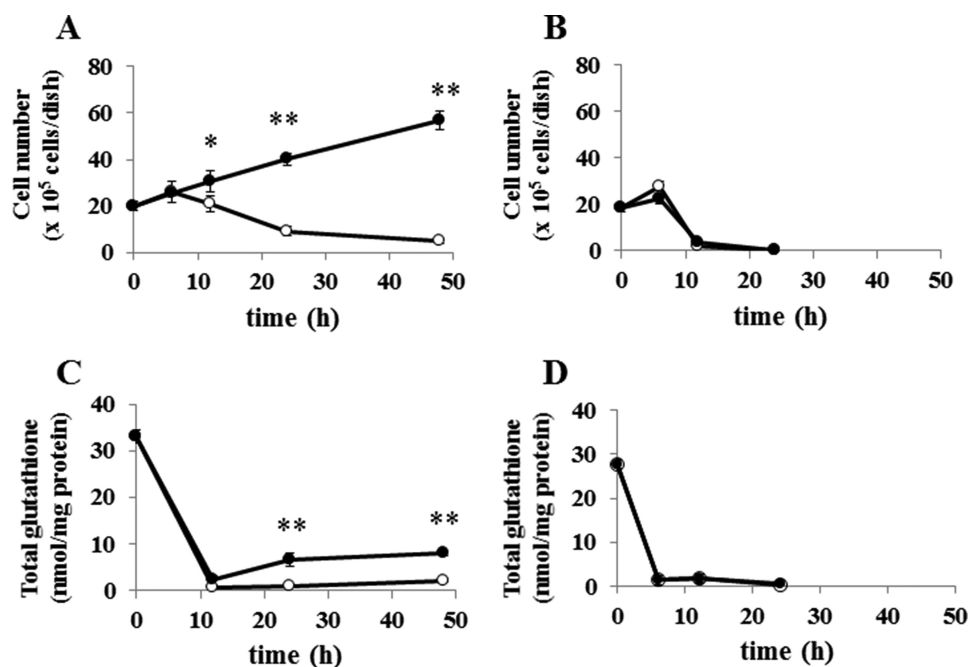 A
B
Cell number
(x 10⁵ cells/dish)
80
60
40
20
0
*
**
**
0 10 20 30 40 50
time (h)
Cell unmber
(x 10⁵ cells/dish)
80
60
40
20
0
0 10 20 30 40 50
time (h)
C
D
Total glutathione
(nmol/mg protein)
40
30
20
10
0
**
**
0 10 20 30 40 50
time (h)
Total glutathione
(nmol/mg protein)
40
30
20
10
0
0 10 20 30 40 50
time (h)